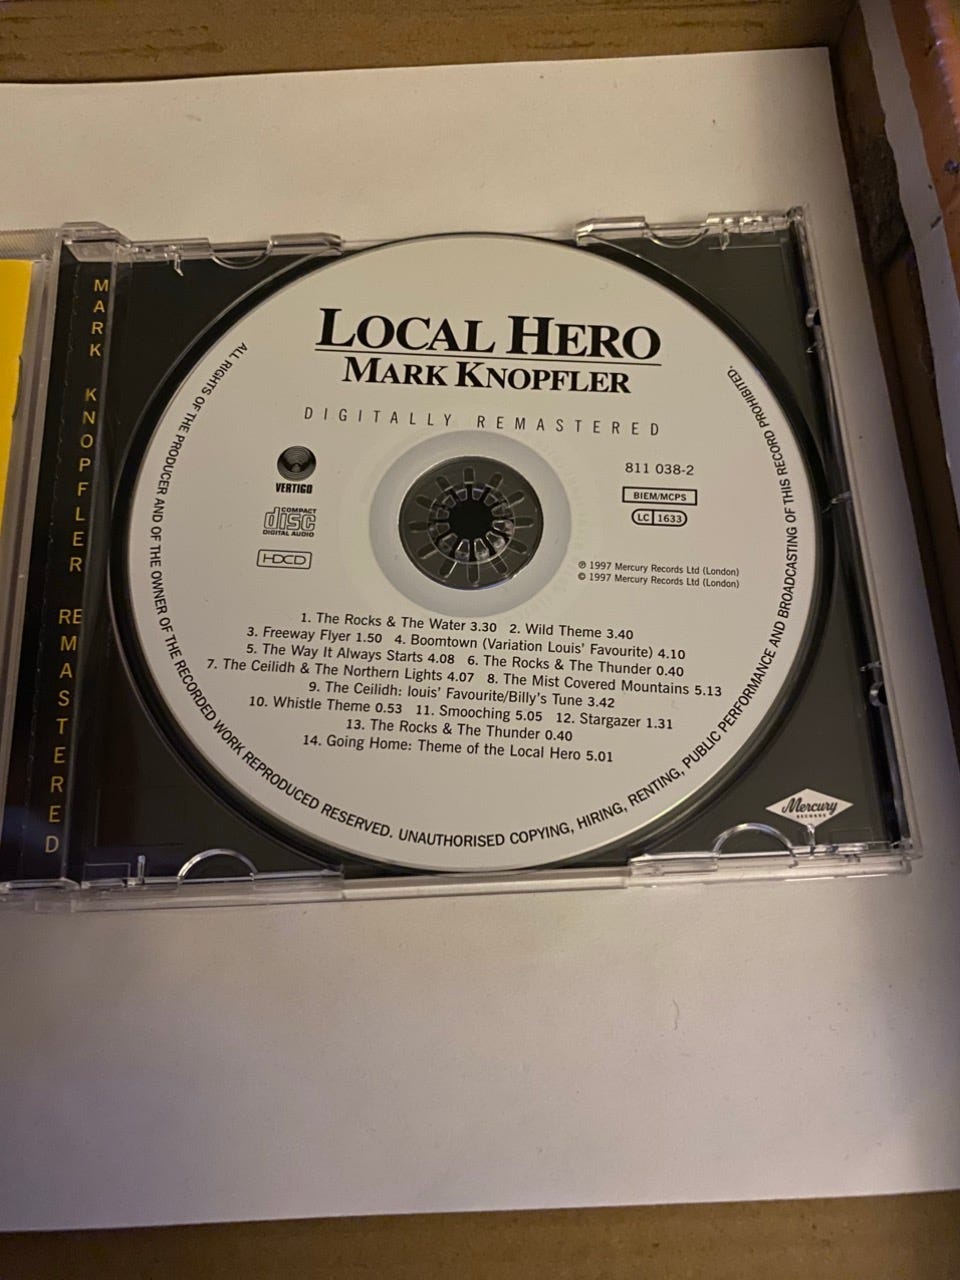 MARK KNOPFLER REMASTERED
LOCAL HERO
MARK KNOPFLER
DIGITALLY REMASTERED
VERTIGO
COMPACT
disc
DIGITAL AUDIO
HDCD
811 038-2
BIEM/MCPS
LC 1633
℗ 1997 Mercury Records Ltd (London)
© 1997 Mercury Records Ltd (London)
1. The Rocks & The Water 3.30 2. Wild Theme 3.40
3. Freeway Flyer 1.50 4. Boomtown (Variation Louis' Favourite) 4.10
5. The Way It Always Starts 4.08 6. The Rocks & The Thunder 0.40
7. The Ceilidh & The Northern Lights 4.07 8. The Mist Covered Mountains 5.13
9. The Ceilidh: louis' Favourite/Billy's Tune 3.42
10. Whistle Theme 0.53 11. Smooching 5.05 12. Stargazer 1.31
13. The Rocks & The Thunder 0.40
14. Going Home: Theme of the Local Hero 5.01
ALL RIGHTS OF THE PRODUCER AND OF THE OWNER OF THE RECORDED WORK REPRODUCED RESERVED. UNAUTHORISED COPYING, HIRING, RENTING, PUBLIC PERFORMANCE AND BROADCASTING OF THIS RECORD PROHIBITED.
Mercury
RECORDS